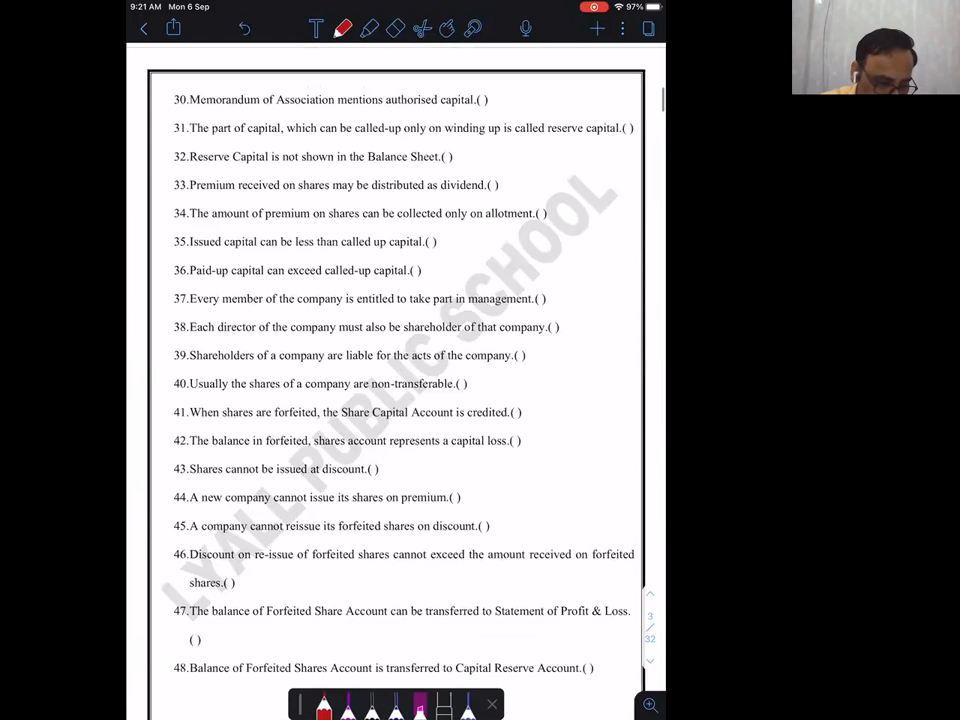 9:21 AM Mon 6 Sep
97%
30.Memorandum of Association mentions authorised capital.( )
31.The part of capital, which can be called-up only on winding up is called reserve capital.( )
32.Reserve Capital is not shown in the Balance Sheet.( )
33.Premium received on shares may be distributed as dividend.( )
34.The amount of premium on shares can be collected only on allotment.( )
35.Issued capital can be less than called up capital.( )
36.Paid-up capital can exceed called-up capital.( )
37.Every member of the company is entitled to take part in management.( )
38.Each director of the company must also be shareholder of that company.( )
39.Shareholders of a company are liable for the acts of the company.( )
40.Usually the shares of a company are non-transferable.( )
41.When shares are forfeited, the Share Capital Account is credited.( )
42.The balance in forfeited, shares account represents a capital loss.( )
43.Shares cannot be issued at discount.( )
44.A new company cannot issue its shares on premium.( )
45.A company cannot reissue its forfeited shares on discount.( )
46.Discount on re-issue of forfeited shares cannot exceed the amount received on forfeited
shares.( )
47.The balance of Forfeited Share Account can be transferred to Statement of Profit & Loss.
( )
48.Balance of Forfeited Shares Account is transferred to Capital Reserve Account.( )
LYALL PUBLIC SCHOOL
3
/
32